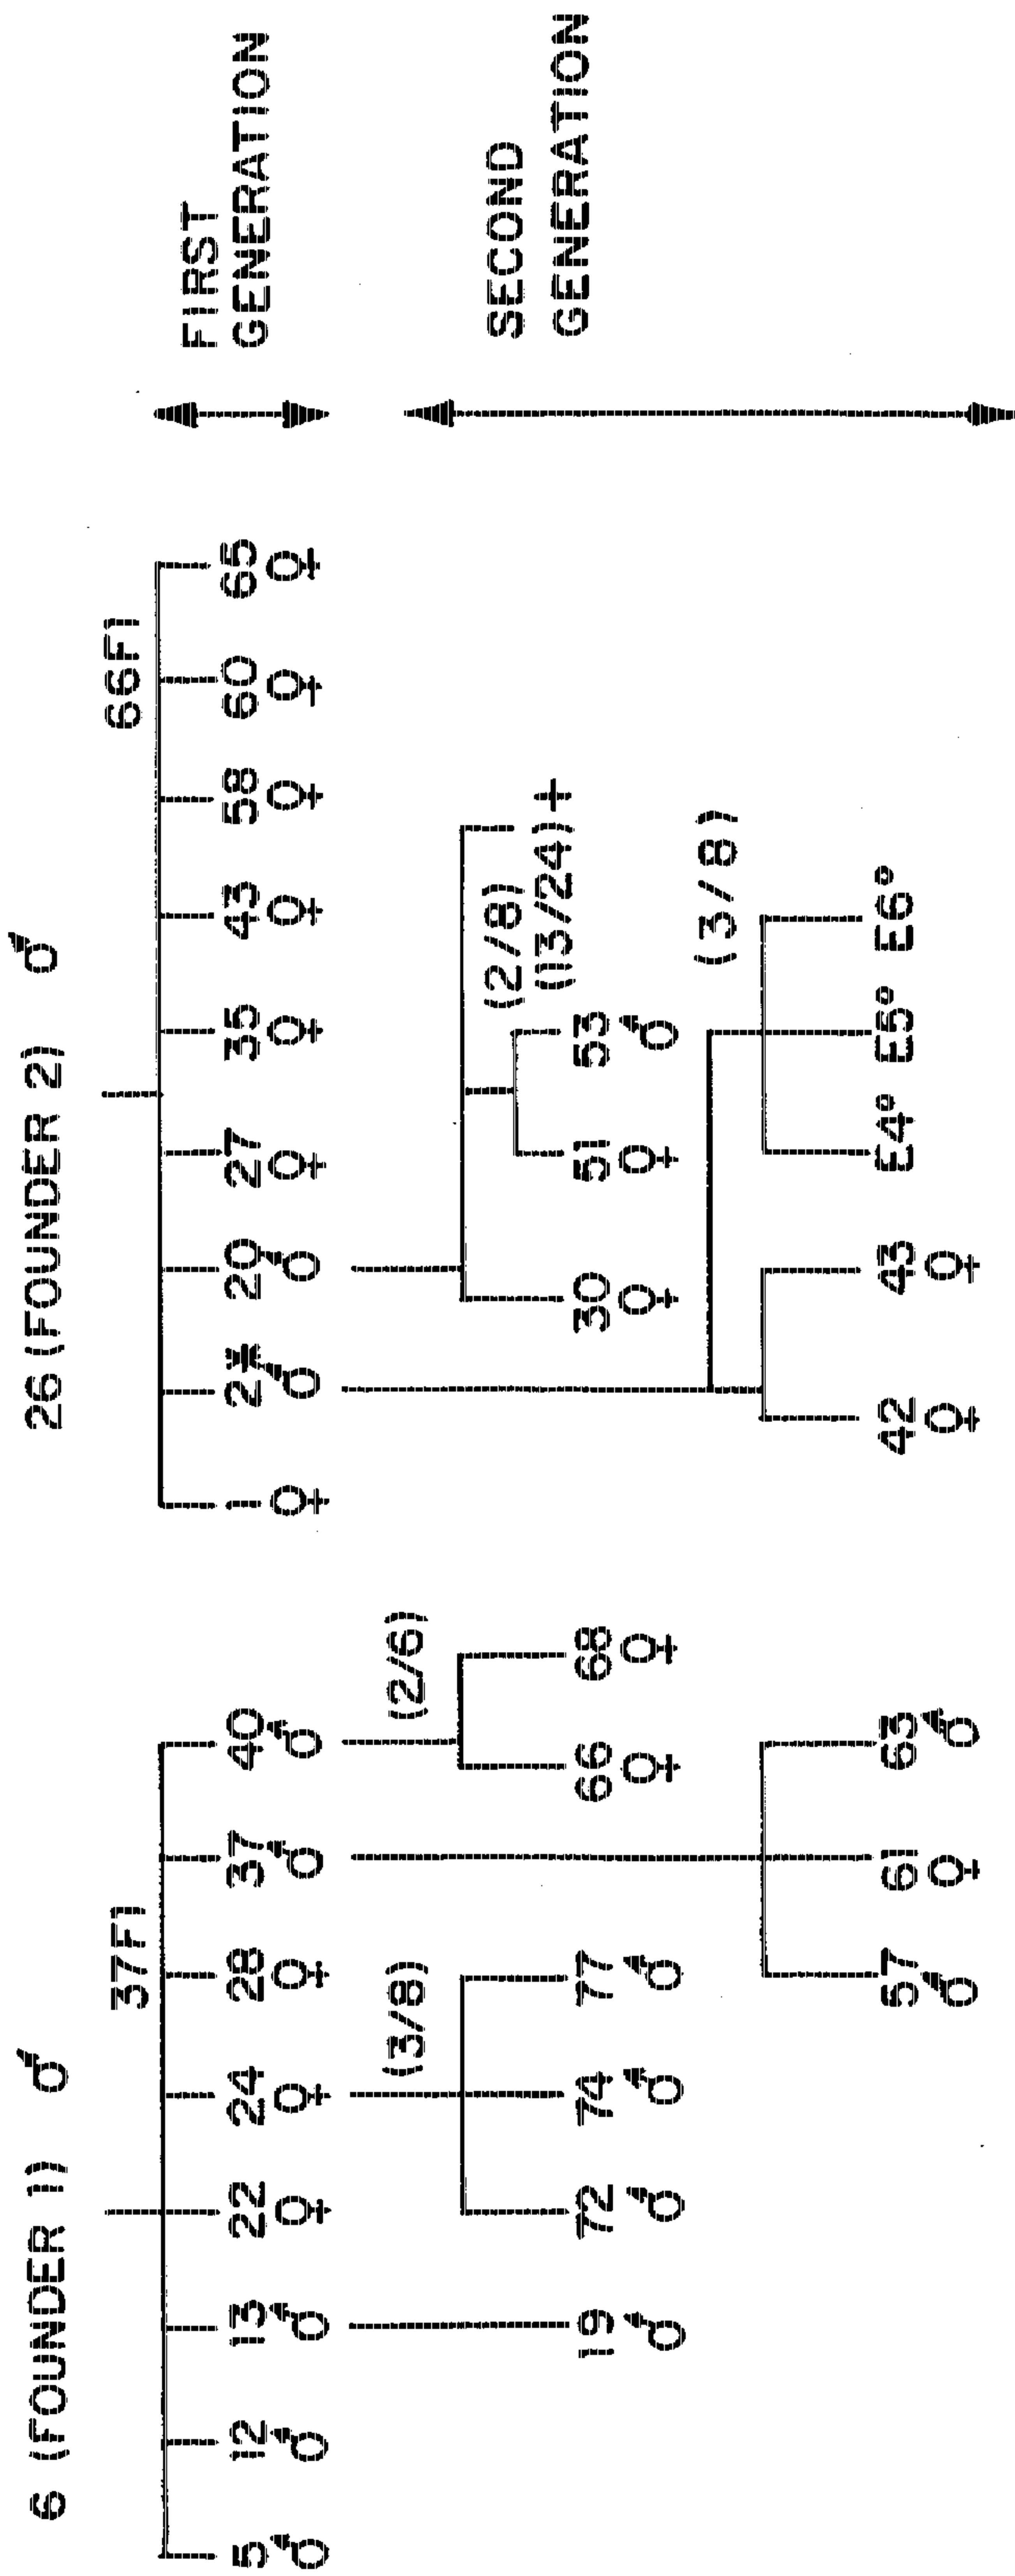 6 (FOUNDER 1) ♂
26 (FOUNDER 2) ♂
37F1
66F1
5 12 13 22 24 28 37 40
♂ ♂ ♂ ♀ ♀ ♀ ♂ ♂
1 2* 20 27 35 43 58 60 65
♀ ♂ ♂ ♀ ♀ ♀ ♀ ♀ ♀
FIRST
GENERATION
(3/8) (2/6)
(2/8)
(13/24)+
19 72 74 77 66 68
♂ ♂ ♂ ♂ ♀ ♀
30 51 53
♀ ♀ ♂
SECOND
GENERATION
(3/8)
57 61 63
♂ ♀ ♂
42 43 E4° E5° E6°
♀ ♀